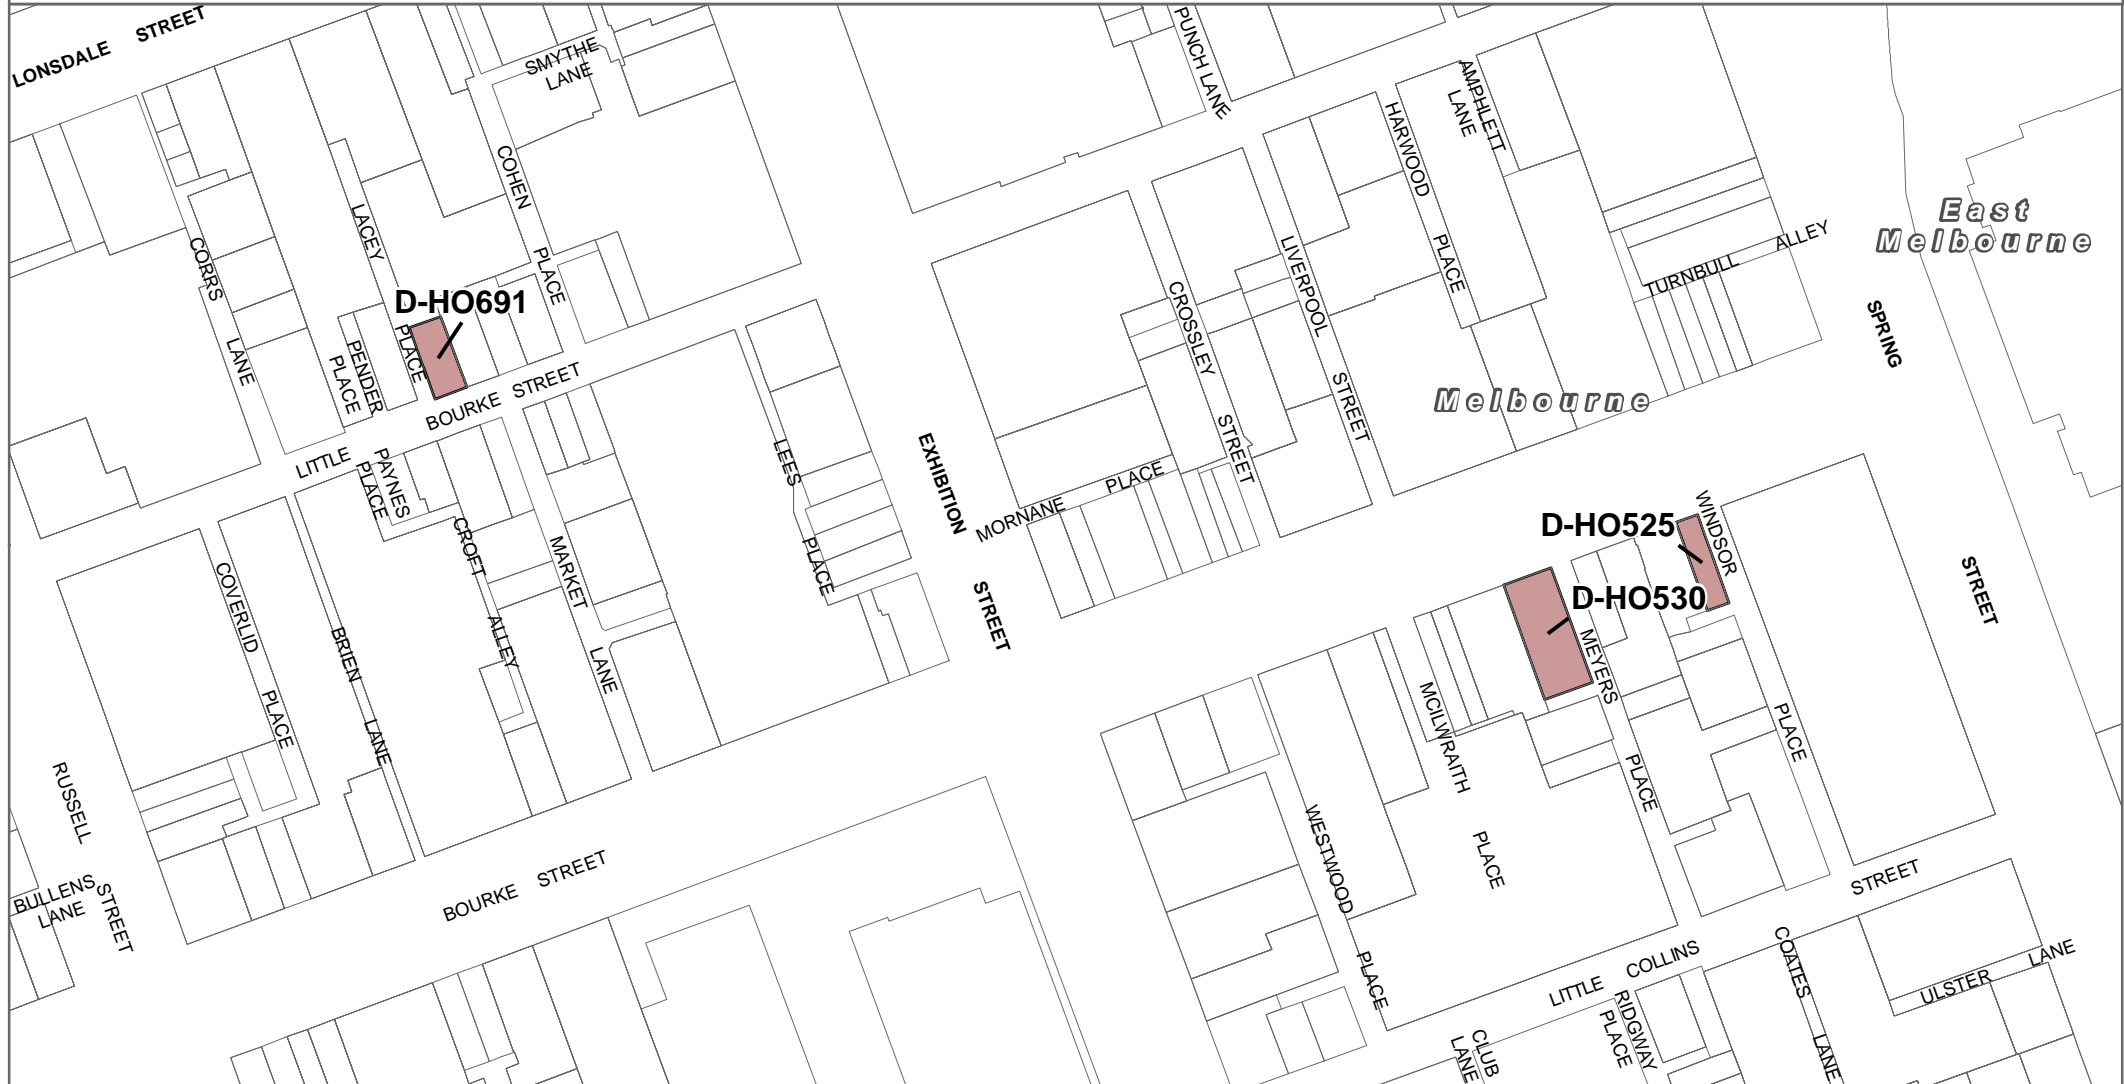 LONSDALE STREET
SMYTHE
LANE
PUNCH LANE
AMPHLETT
LANE
HARWOOD
PLACE
COHEN
PLACE
LACEY
PLACE
CORRS
LANE
East
Melbourne
TURNBULL ALLEY
LIVERPOOL
STREET
CROSSLEY
STREET
D-HO691
PENDER
PLACE
SPRING
STREET
Melbourne
LITTLE BOURKE STREET
PAYNES
PLACE
LEES
PLACE
EXHIBITION
STREET
MORNANE PLACE
CROFT
ALLEY
MARKET
LANE
COVERLID
PLACE
BRIEN
LANE
D-HO525
WINDSOR
PLACE
D-HO530
MEYERS
PLACE
MCILWRAITH
PLACE
WESTWOOD
PLACE
RUSSELL
STREET
BULLENS
LANE
BOURKE STREET
LITTLE COLLINS STREET
COATES
LANE
ULSTER LANE
RIDGWAY
PLACE
CLUB
LANE